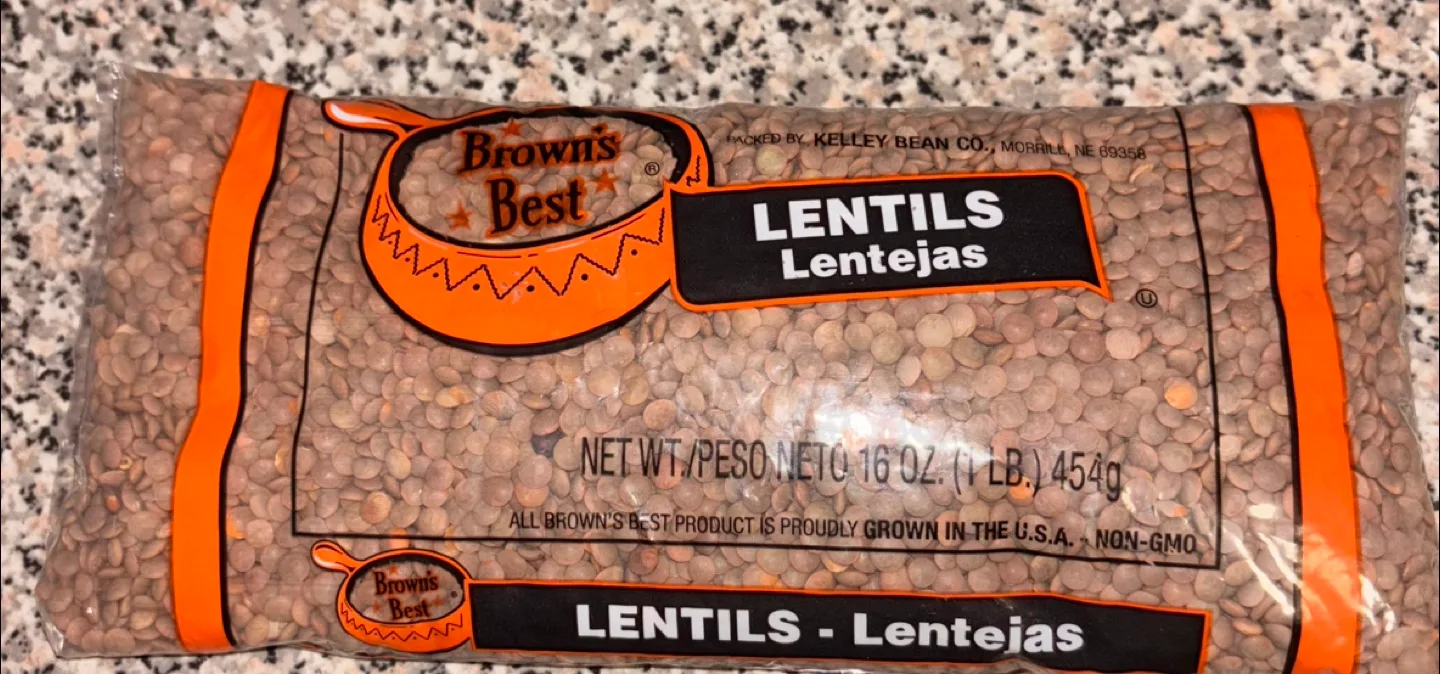 Brown's
Best
®
PACKED BY KELLEY BEAN CO., MORRILL, NE 69358
LENTILS
Lentejas
U
NET WT./PESO NETO 16 OZ. (1 LB.) 454g
ALL BROWN'S BEST PRODUCT IS PROUDLY GROWN IN THE U.S.A. - NON-GMO
Brown's
Best
LENTILS - Lentejas